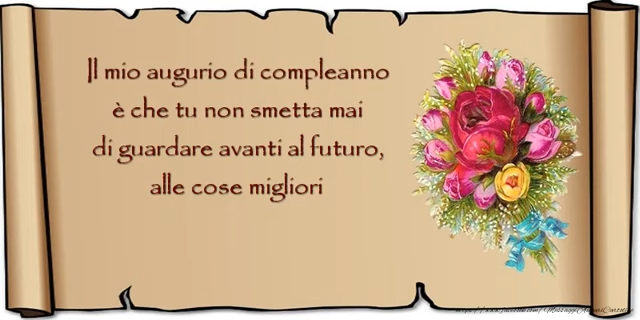 Il mio augurio di compleanno
è che tu non smetta mai
di guardare avanti al futuro,
alle cose migliori